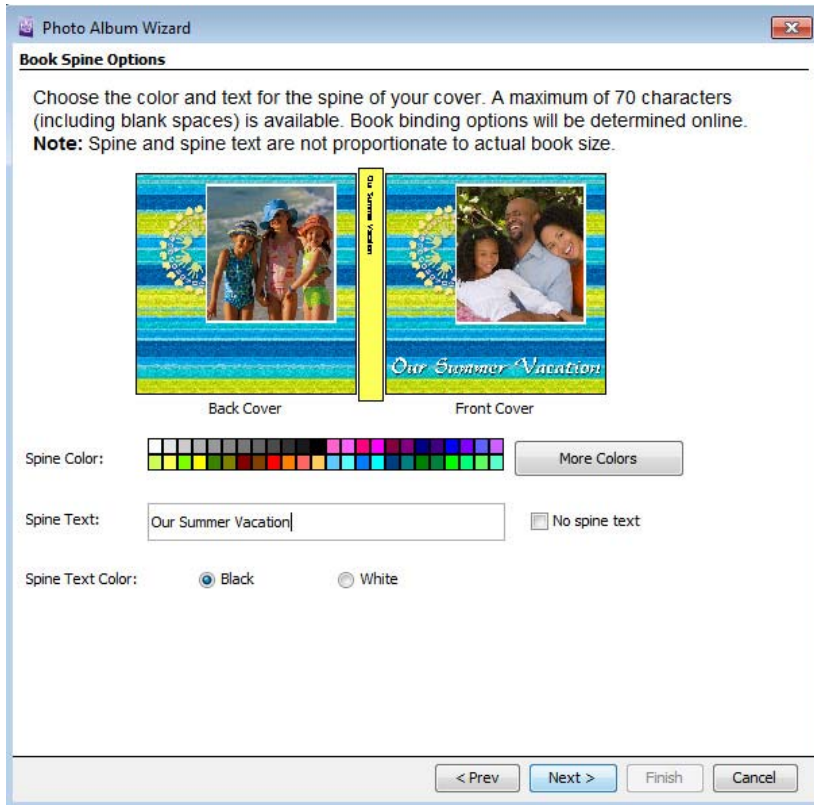 Photo Album Wizard
Book Spine Options
Choose the color and text for the spine of your cover. A maximum of 70 characters
(including blank spaces) is available. Book binding options will be determined online.
Note: Spine and spine text are not proportionate to actual book size.
Our Summer Vacation
Our Summer Vacation
Back Cover
Front Cover
Spine Color:
More Colors
Spine Text:
Our Summer Vacation
No spine text
Spine Text Color:
Black
White
< Prev
Next >
Finish
Cancel